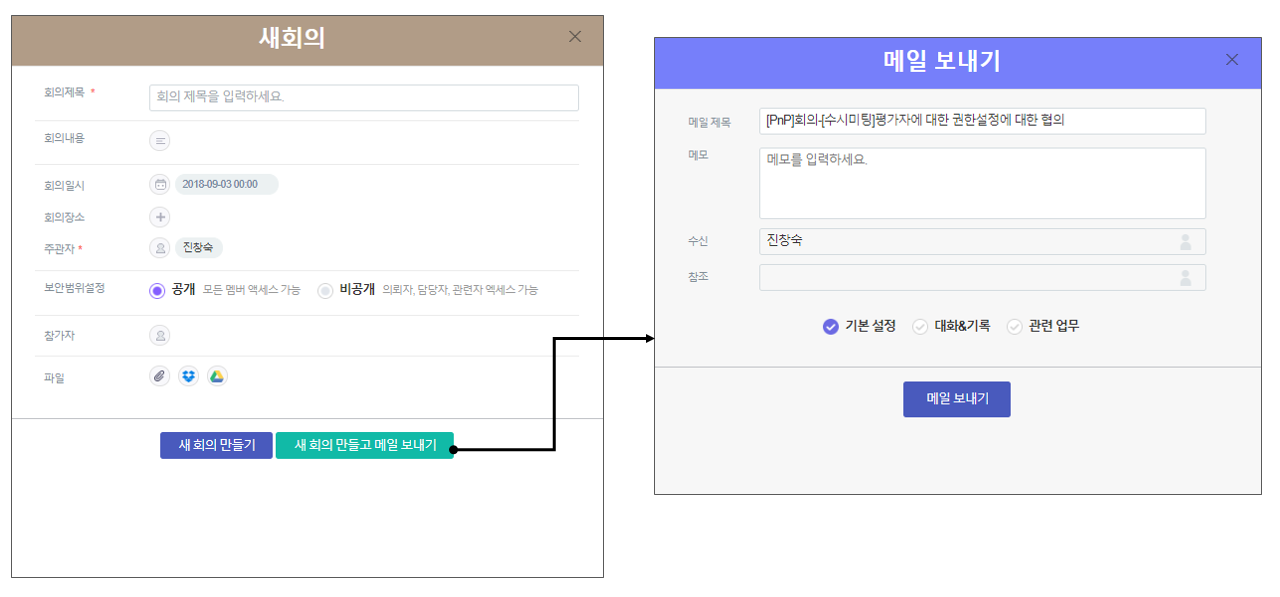 새회의
회의제목 *
회의 제목을 입력하세요.
회의내용
회의일시
2018-09-03 00:00
회의장소
주관자 *
진창숙
보안범위설정
공개 모든 멤버 액세스 가능 비공개 의뢰자, 담당자, 관련자 엑세스 가능
참가자
파일
새 회의 만들기 새 회의 만들고 메일 보내기
메일 보내기
메일 제목
[PnP]회의-[수시미팅]평가자에 대한 권한설정에 대한 협의
메모
메모를 입력하세요.
수신
진창숙
참조
기본 설정 대화&기록 관련 업무
메일 보내기